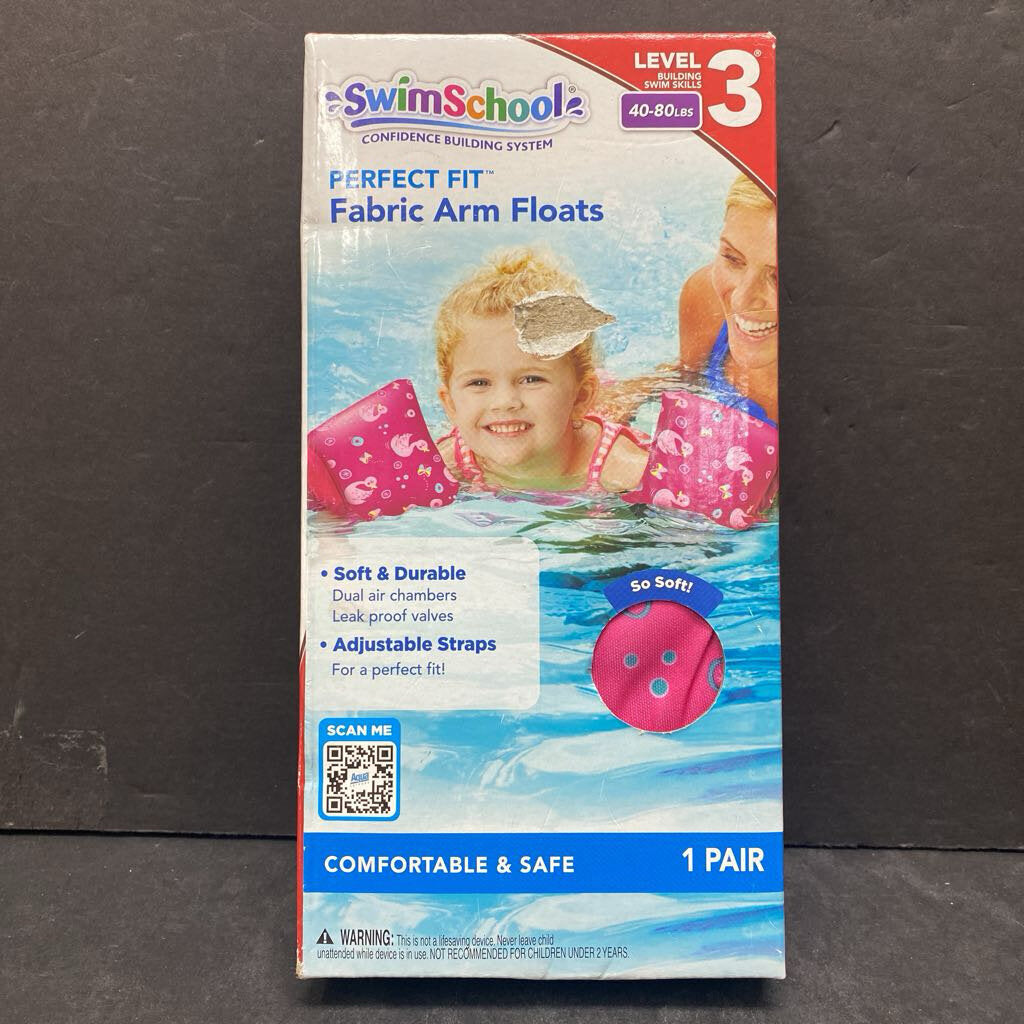 SwimSchool®
CONFIDENCE BUILDING SYSTEM
LEVEL 3®
BUILDING
SWIM SKILLS
40-80LBS
PERFECT FIT™
Fabric Arm Floats
• Soft & Durable
Dual air chambers
Leak proof valves
• Adjustable Straps
For a perfect fit!
So Soft!
SCAN ME
Aqua
COMFORTABLE & SAFE
1 PAIR
WARNING: This is not a lifesaving device. Never leave child
unattended while device is in use. NOT RECOMMENDED FOR CHILDREN UNDER 2 YEARS.